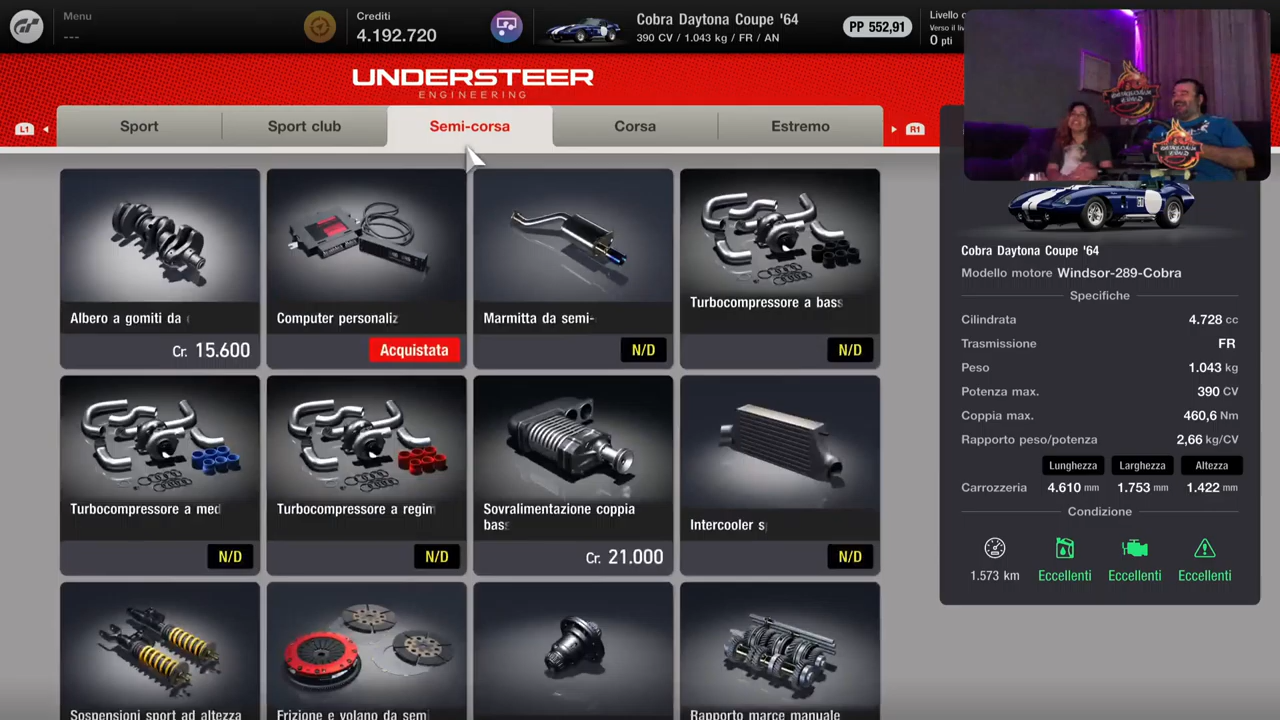 Menu
---
Crediti
4.192.720
Cobra Daytona Coupe '64
390 CV / 1.043 kg / FR / AN
PP 552,91
Livello c
Verso il liv
0 pti
UNDERSTEER
ENGINEERING
L1
Sport
Sport club
Semi-corsa
Corsa
Estremo
R1
Albero a gomiti da
Cr. 15.600
Computer personaliz
Acquistata
Marmitta da semi-
N/D
Turbocompressore a bass
N/D
Turbocompressore a med
N/D
Turbocompressore a regim
N/D
Sovralimentazione coppia
bass
Cr. 21.000
Intercooler s
N/D
Sospensioni sport ad altezza
Frizione e volano da sem
Rapporto marce manuale
Cobra Daytona Coupe '64
Modello motore Windsor-289-Cobra
Specifiche
Cilindrata 4.728 cc
Trasmissione FR
Peso 1.043 kg
Potenza max. 390 CV
Coppia max. 460,6 Nm
Rapporto peso/potenza 2,66 kg/CV
Lunghezza Larghezza Altezza
Carrozzeria 4.610 mm 1.753 mm 1.422 mm
Condizione
1.573 km Eccellenti Eccellenti Eccellenti